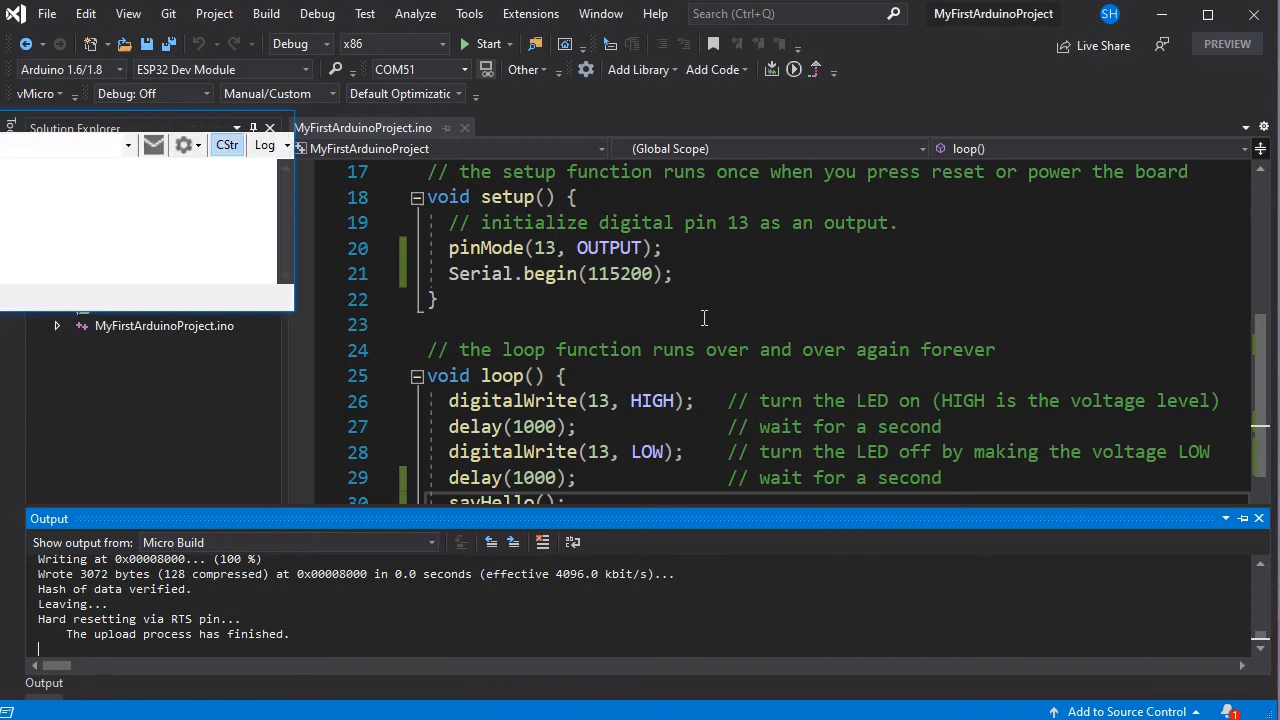 File Edit View Git Project Build Debug Test Analyze Tools Extensions Window Help Search (Ctrl+Q) MyFirstArduinoProject SH
Debug x86 Start Live Share PREVIEW
Arduino 1.6/1.8 ESP32 Dev Module COM51 Other Add Library Add Code
vMicro Debug: Off Manual/Custom Default Optimizatic
Solution Explorer MyFirstArduinoProject.ino
CStr Log MyFirstArduinoProject (Global Scope) loop()
17 // the setup function runs once when you press reset or power the board
18 void setup() {
19 // initialize digital pin 13 as an output.
20 pinMode(13, OUTPUT);
21 Serial.begin(115200);
22 }
23
24 // the loop function runs over and over again forever
25 void loop() {
26 digitalWrite(13, HIGH); // turn the LED on (HIGH is the voltage level)
27 delay(1000); // wait for a second
28 digitalWrite(13, LOW); // turn the LED off by making the voltage LOW
29 delay(1000); // wait for a second
30 sayHello();
MyFirstArduinoProject.ino
Output
Show output from: Micro Build
Writing at 0x00008000... (100 %)
Wrote 3072 bytes (128 compressed) at 0x00008000 in 0.0 seconds (effective 4096.0 kbit/s)...
Hash of data verified.
Leaving...
Hard resetting via RTS pin...
The upload process has finished.
Output
Add to Source Control 1